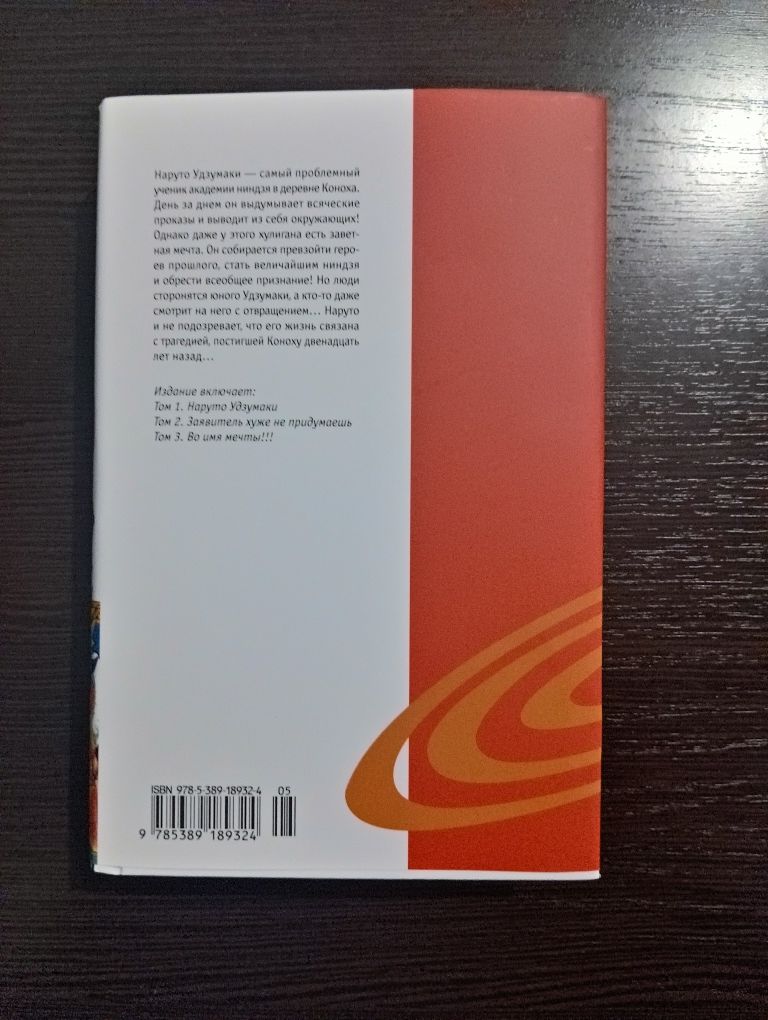 Наруто Удзумаки — самый проблемный
ученик академии ниндзя в деревне Коноха.
День за днем он выдумывает всяческие
проказы и выводит из себя окружающих!
Однако даже у этого хулигана есть завет-
ная мечта. Он собирается превзойти геро-
ев прошлого, стать величайшим ниндзя
и обрести всеобщее признание! Но люди
сторонятся юного Удзумаки, а кто-то даже
смотрит на него с отвращением... Наруто
и не подозревает, что его жизнь связана
с трагедией, постигшей Коноху двенадцать
лет назад...
Издание включает:
Том 1. Наруто Удзумаки
Том 2. Заявитель хуже не придумаешь
Том 3. Во имя мечты!!!
ISBN 978-5-389-18932-4 05
9 785389 189324